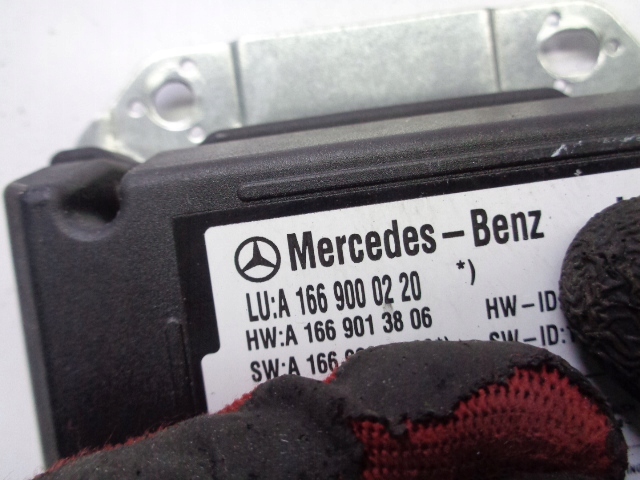 Mercedes-Benz
LU:A 166 900 02 20 *)
HW:A 166 901 38 06 HW-ID:
SW:A 166 SW-ID: